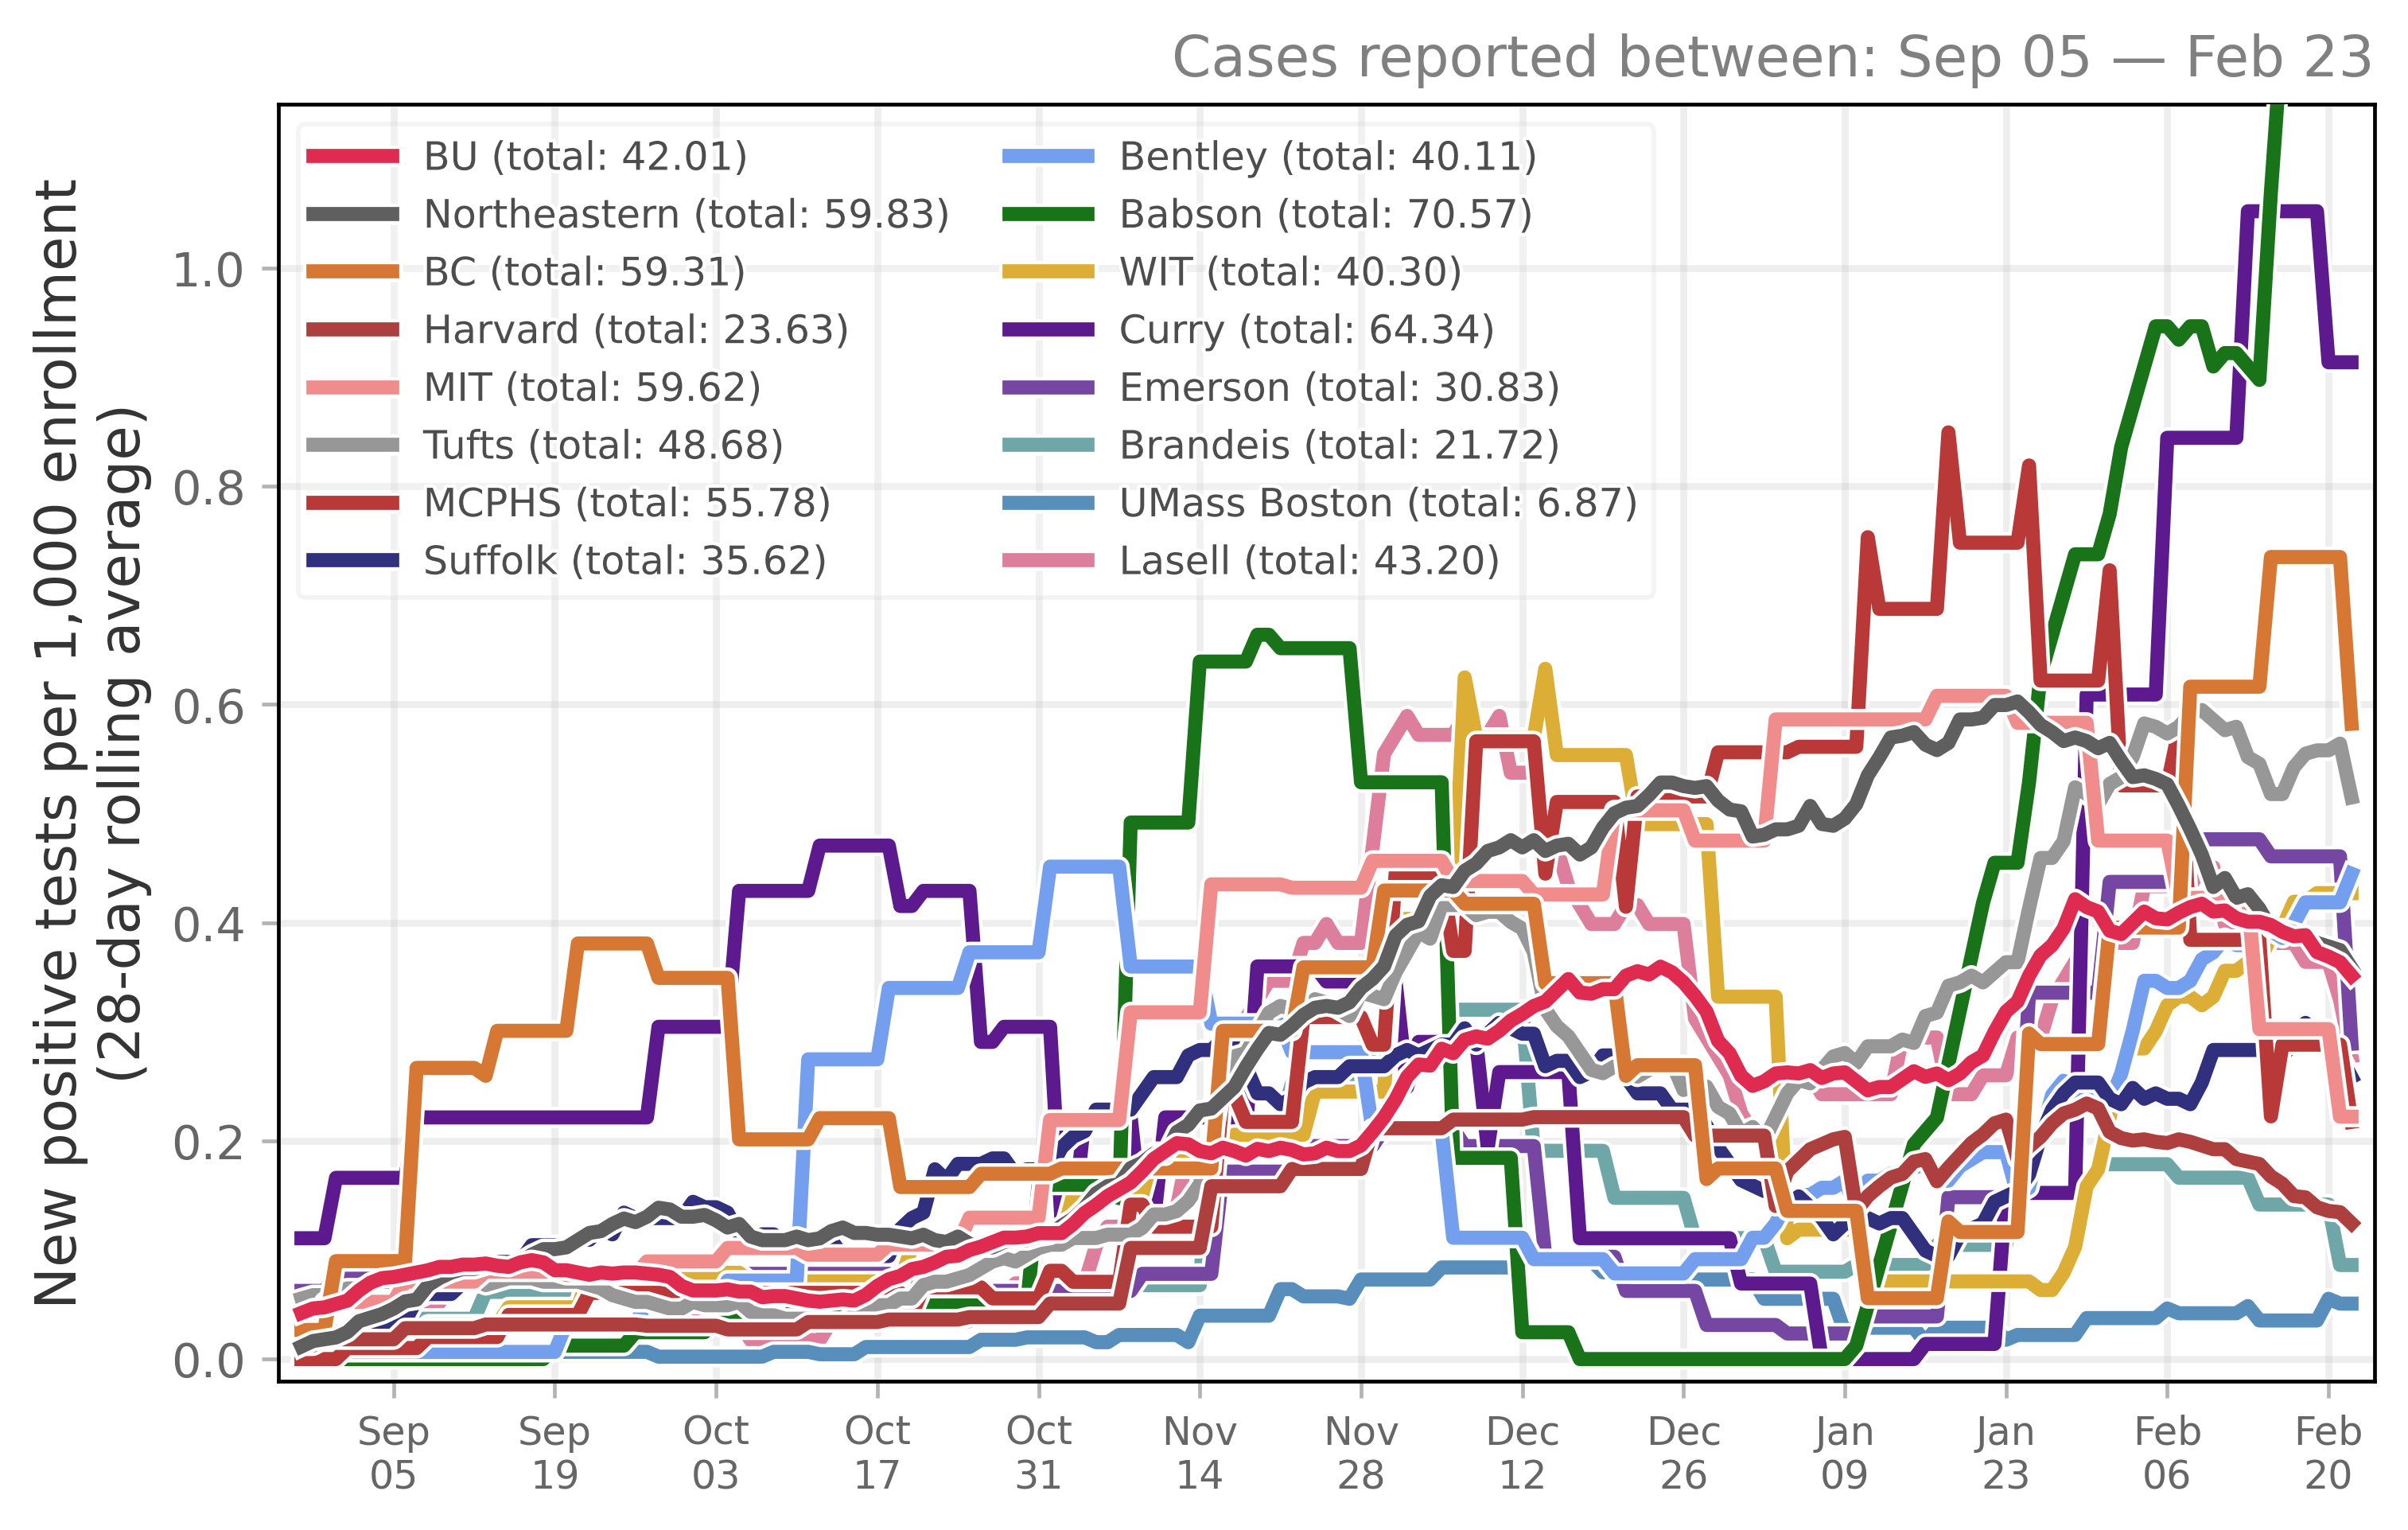 Cases reported between: Sep 05 — Feb 23
New positive tests per 1,000 enrollment
(28-day rolling average)
1.0
0.8
0.6
0.4
0.2
0.0
BU (total: 42.01)
Northeastern (total: 59.83)
BC (total: 59.31)
Harvard (total: 23.63)
MIT (total: 59.62)
Tufts (total: 48.68)
MCPHS (total: 55.78)
Suffolk (total: 35.62)
Bentley (total: 40.11)
Babson (total: 70.57)
WIT (total: 40.30)
Curry (total: 64.34)
Emerson (total: 30.83)
Brandeis (total: 21.72)
UMass Boston (total: 6.87)
Lasell (total: 43.20)
Sep
05
Sep
19
Oct
03
Oct
17
Oct
31
Nov
14
Nov
28
Dec
12
Dec
26
Jan
09
Jan
23
Feb
06
Feb
20